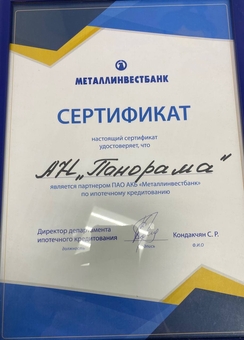 МЕТАЛЛИНВЕСТБАНК
СЕРТИФИКАТ
настоящий сертификат
удостоверяет, что
АН „Панорама“
является партнером ПАО АКБ «Металлинвестбанк»
по ипотечному кредитованию
Директор департамента
ипотечного кредитования
Кондакчян С. Р.
Ф.И.О